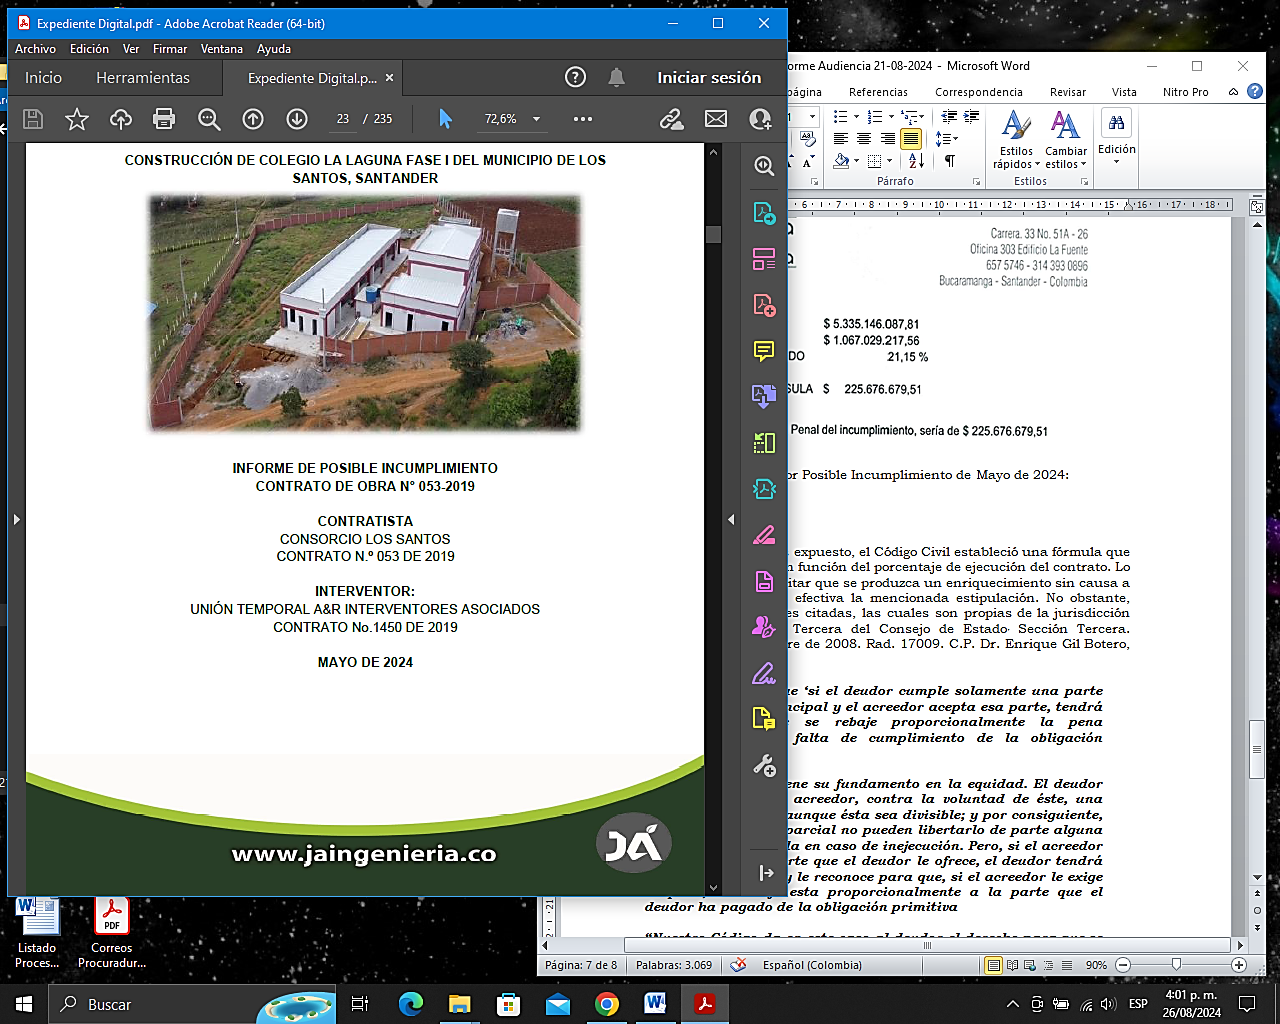 Expediente Digital.pdf - Adobe Acrobat Reader (64-bit)
Archivo Edición Ver Firmar Ventana Ayuda
Inicio Herramientas Expediente Digital.p... × Iniciar sesión
23 / 235 72,6%
CONSTRUCCIÓN DE COLEGIO LA LAGUNA FASE I DEL MUNICIPIO DE LOS
SANTOS, SANTANDER
INFORME DE POSIBLE INCUMPLIMIENTO
CONTRATO DE OBRA N° 053-2019
CONTRATISTA
CONSORCIO LOS SANTOS
CONTRATO N.º 053 DE 2019
INTERVENTOR:
UNIÓN TEMPORAL A&R INTERVENTORES ASOCIADOS
CONTRATO No.1450 DE 2019
MAYO DE 2024
www.jaingenieria.co
JA
orme Audiencia 21-08-2024 - Microsoft Word
página Referencias Correspondencia Revisar Vista Nitro Pro
Estilos rápidos
Cambiar estilos
Edición
Párrafo Estilos
6 7 8 9 10 11 12 13 14 15 16 17 18
Carrera. 33 No. 51A - 26
Oficina 303 Edificio La Fuente
657 5746 - 314 393 0896
Bucaramanga - Santander - Colombia
$ 5.335.146.087,81
$ 1.067.029.217,56
DO 21,15 %
SULA $ 225.676.679,51
Penal del incumplimiento, sería de $ 225.676.679,51
or Posible Incumplimiento de Mayo de 2024:
expuesto, el Código Civil estableció una fórmula que
n función del porcentaje de ejecución del contrato. Lo
itar que se produzca un enriquecimiento sin causa a
efectiva la mencionada estipulación. No obstante,
es citadas, las cuales son propias de la jurisdicción
Tercera del Consejo de Estado- Sección Tercera.
re de 2008. Rad. 17009. C.P. Dr. Enrique Gil Botero,
ue ‘si el deudor cumple solamente una parte
ncipal y el acreedor acepta esa parte, tendrá
se rebaje proporcionalmente la pena
falta de cumplimiento de la obligación
ene su fundamento en la equidad. El deudor
acreedor, contra la voluntad de éste, una
aunque ésta sea divisible; y por consiguiente,
parcial no pueden libertarlo de parte alguna
la en caso de inejecución. Pero, si el acreedor
rte que el deudor le ofrece, el deudor tendrá
y le reconoce para que, si el acreedor le exige
esta proporcionalmente a la parte que el
deudor ha pagado de la obligación primitiva
Página: 7 de 8 Palabras: 3.069 Español (Colombia) 90%
Listado Proces...
Correos Procuradur...
PDF
Buscar
ESP
4:01 p. m.
26/08/2024